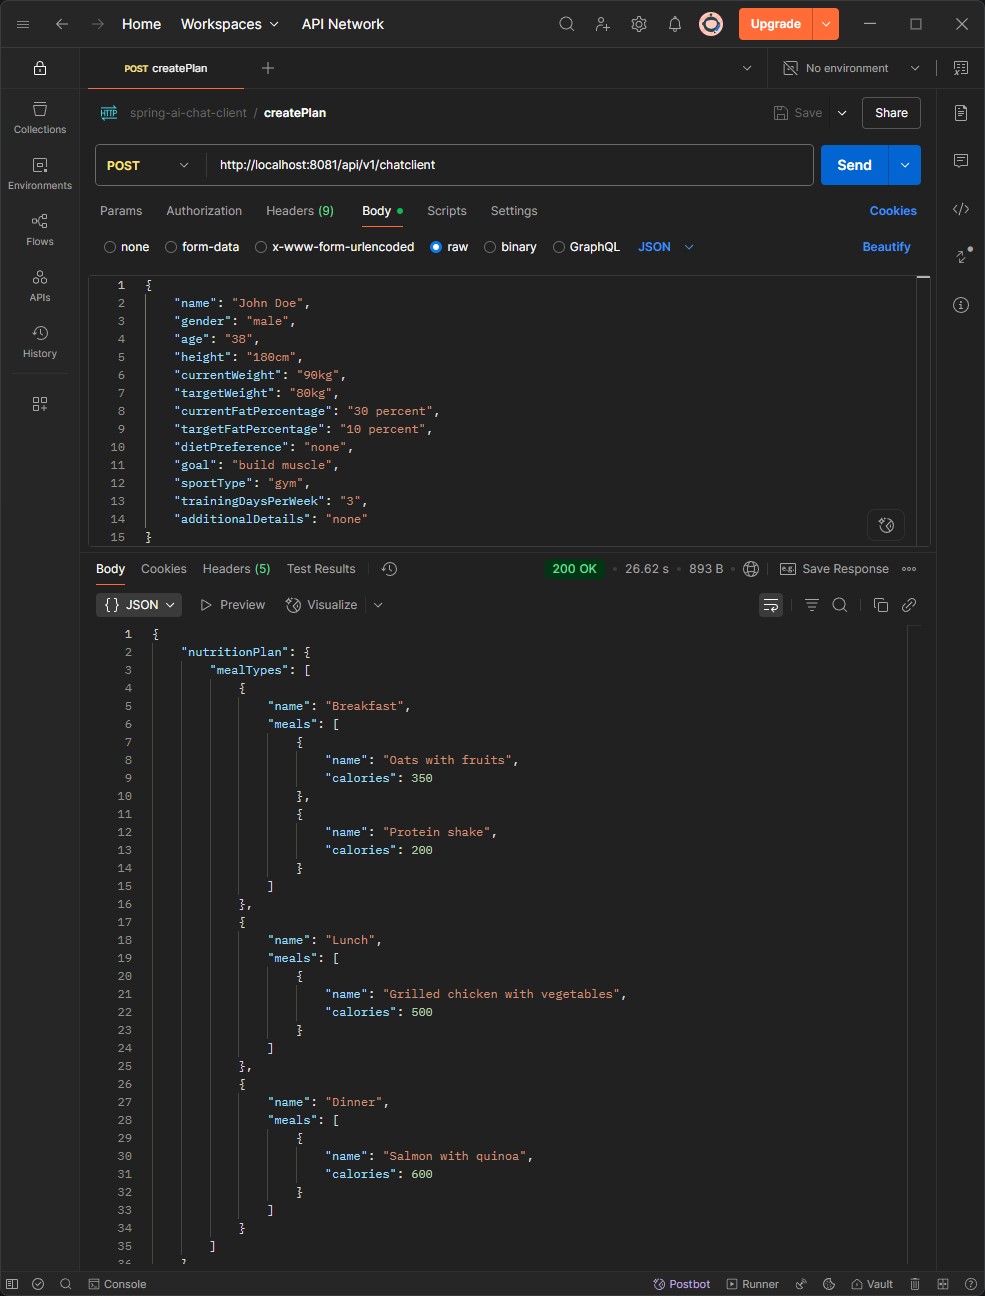 Home Workspaces API Network Upgrade
POST createPlan No environment
HTTP spring-ai-chat-client / createPlan Save Share
Collections
Environments
Flows
APIs
History
POST http://localhost:8081/api/v1/chatclient Send
Params Authorization Headers (9) Body Scripts Settings Cookies
none form-data x-www-form-urlencoded raw binary GraphQL JSON Beautify
1 {
2 "name": "John Doe",
3 "gender": "male",
4 "age": "38",
5 "height": "180cm",
6 "currentWeight": "90kg",
7 "targetWeight": "80kg",
8 "currentFatPercentage": "30 percent",
9 "targetFatPercentage": "10 percent",
10 "dietPreference": "none",
11 "goal": "build muscle",
12 "sportType": "gym",
13 "trainingDaysPerWeek": "3",
14 "additionalDetails": "none"
15 }
Body Cookies Headers (5) Test Results 200 OK • 26.62 s • 893 B • e.g. Save Response
{} JSON Preview Visualize
1 {
2 "nutritionPlan": {
3 "mealTypes": [
4 {
5 "name": "Breakfast",
6 "meals": [
7 {
8 "name": "Oats with fruits",
9 "calories": 350
10 },
11 {
12 "name": "Protein shake",
13 "calories": 200
14 }
15 ]
16 },
17 {
18 "name": "Lunch",
19 "meals": [
20 {
21 "name": "Grilled chicken with vegetables",
22 "calories": 500
23 }
24 ]
25 },
26 {
27 "name": "Dinner",
28 "meals": [
29 {
30 "name": "Salmon with quinoa",
31 "calories": 600
32 }
33 ]
34 }
35 ]
Console Postbot Runner Vault